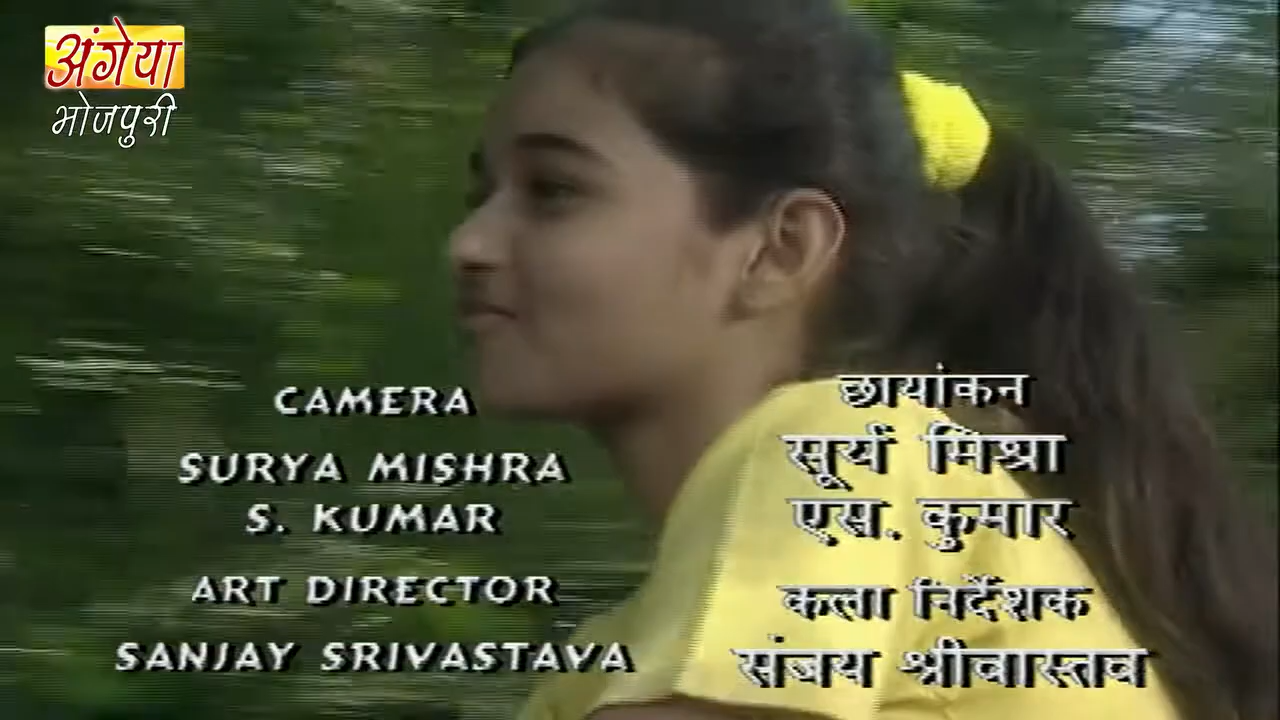 अंगेया
भोजपुरी
CAMERA
SURYA MISHRA
S. KUMAR
ART DIRECTOR
SANJAY SRIVASTAVA
छायांकन
सूर्य मिश्रा
एस. कुमार
कला निर्देशक
संजय श्रीवास्तव